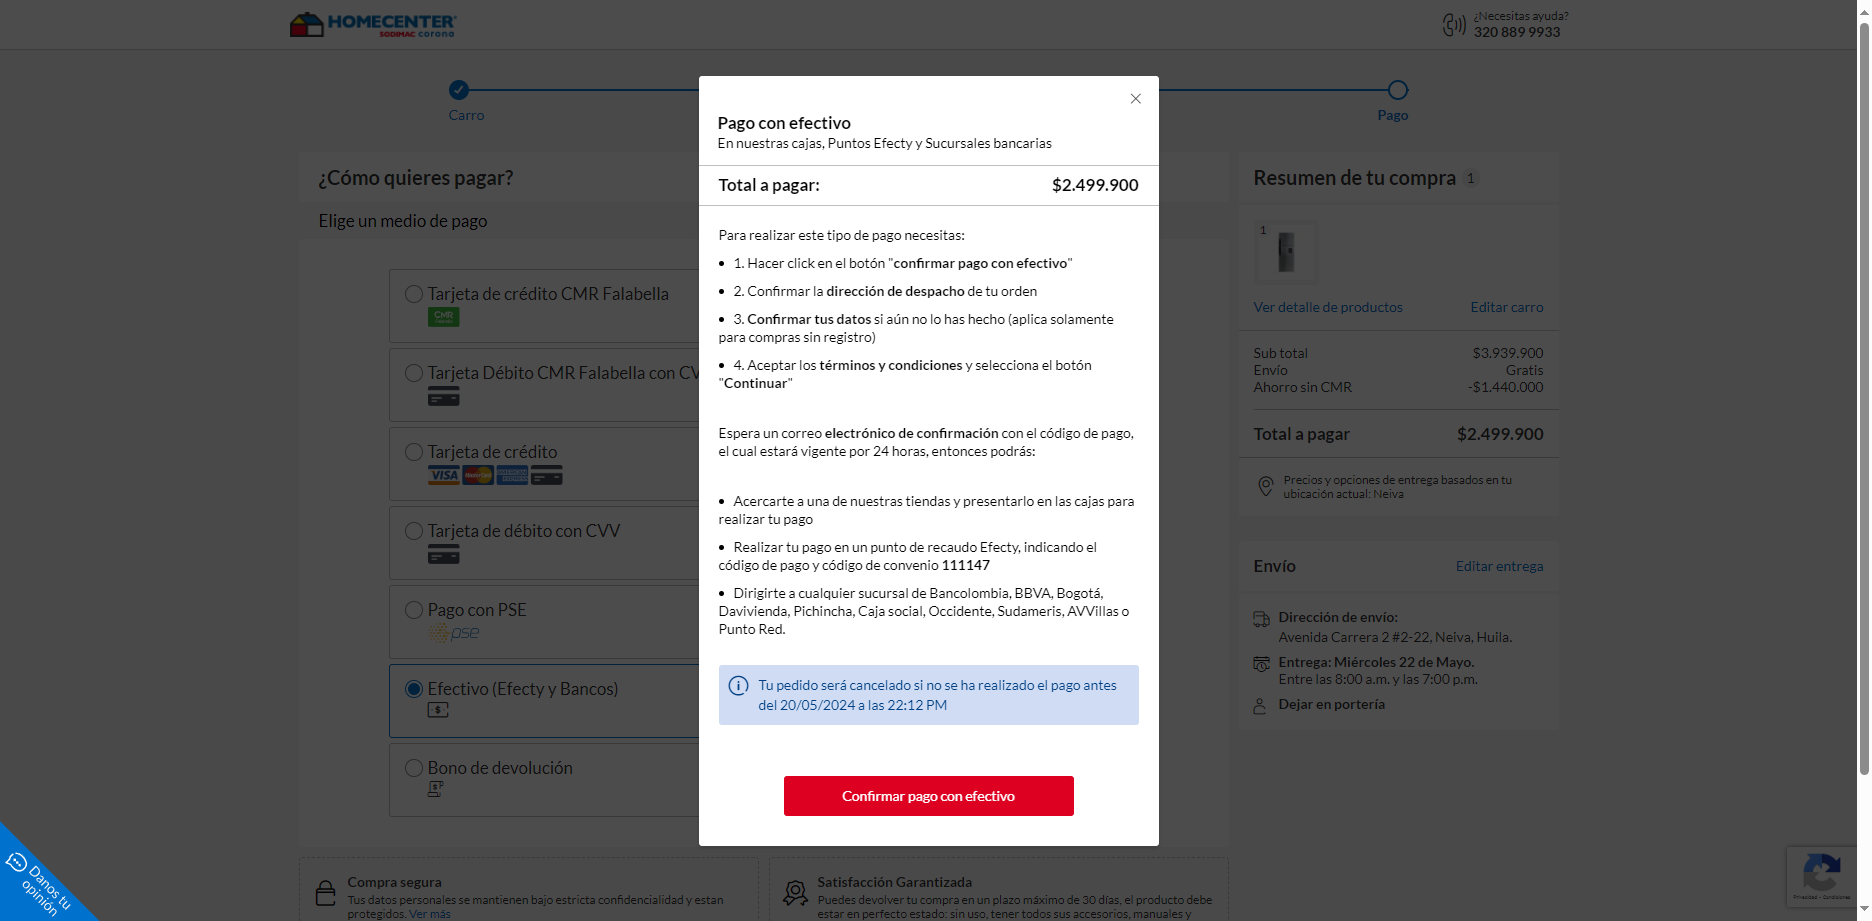 HOMECENTER
SODIMAC corona
¿Necesitas ayuda?
320 889 9933
Carro
Pago
¿Cómo quieres pagar?
Elige un medio de pago
Tarjeta de crédito CMR Falabella
CMR
Tarjeta Débito CMR Falabella con CV
Tarjeta de crédito
VISA
Tarjeta de débito con CVV
Pago con PSE
pse
Efectivo (Efecty y Bancos)
Bono de devolución
Pago con efectivo
En nuestras cajas, Puntos Efecty y Sucursales bancarias
Total a pagar: $2.499.900
Para realizar este tipo de pago necesitas:
• 1. Hacer click en el botón "confirmar pago con efectivo"
• 2. Confirmar la dirección de despacho de tu orden
• 3. Confirmar tus datos si aún no lo has hecho (aplica solamente
para compras sin registro)
• 4. Aceptar los términos y condiciones y selecciona el botón
"Continuar"
Espera un correo electrónico de confirmación con el código de pago,
el cual estará vigente por 24 horas, entonces podrás:
• Acercarte a una de nuestras tiendas y presentarlo en las cajas para
realizar tu pago
• Realizar tu pago en un punto de recaudo Efecty, indicando el
código de pago y código de convenio 111147
• Dirigirte a cualquier sucursal de Bancolombia, BBVA, Bogotá,
Davivienda, Pichincha, Caja social, Occidente, Sudameris, AVVillas o
Punto Red.
Tu pedido será cancelado si no se ha realizado el pago antes
del 20/05/2024 a las 22:12 PM
Confirmar pago con efectivo
Resumen de tu compra 1
1
Ver detalle de productos Editar carro
Sub total $3.939.900
Envío Gratis
Ahorro sin CMR -$1.440.000
Total a pagar $2.499.900
Precios y opciones de entrega basados en tu
ubicación actual: Neiva
Envío Editar entrega
Dirección de envío:
Avenida Carrera 2 #2-22, Neiva, Huila.
Entrega: Miércoles 22 de Mayo.
Entre las 8:00 a.m. y las 7:00 p.m.
Dejar en portería
Compra segura
Tus datos personales se mantienen bajo estricta confidencialidad y estan
protegidos. Ver más
Satisfacción Garantizada
Puedes devolver tu compra en un plazo máximo de 30 días, el producto debe
estar en perfecto estado: sin uso, tener todos sus accesorios, manuales y
Danos tu
opinión
Privacidad - Condiciones